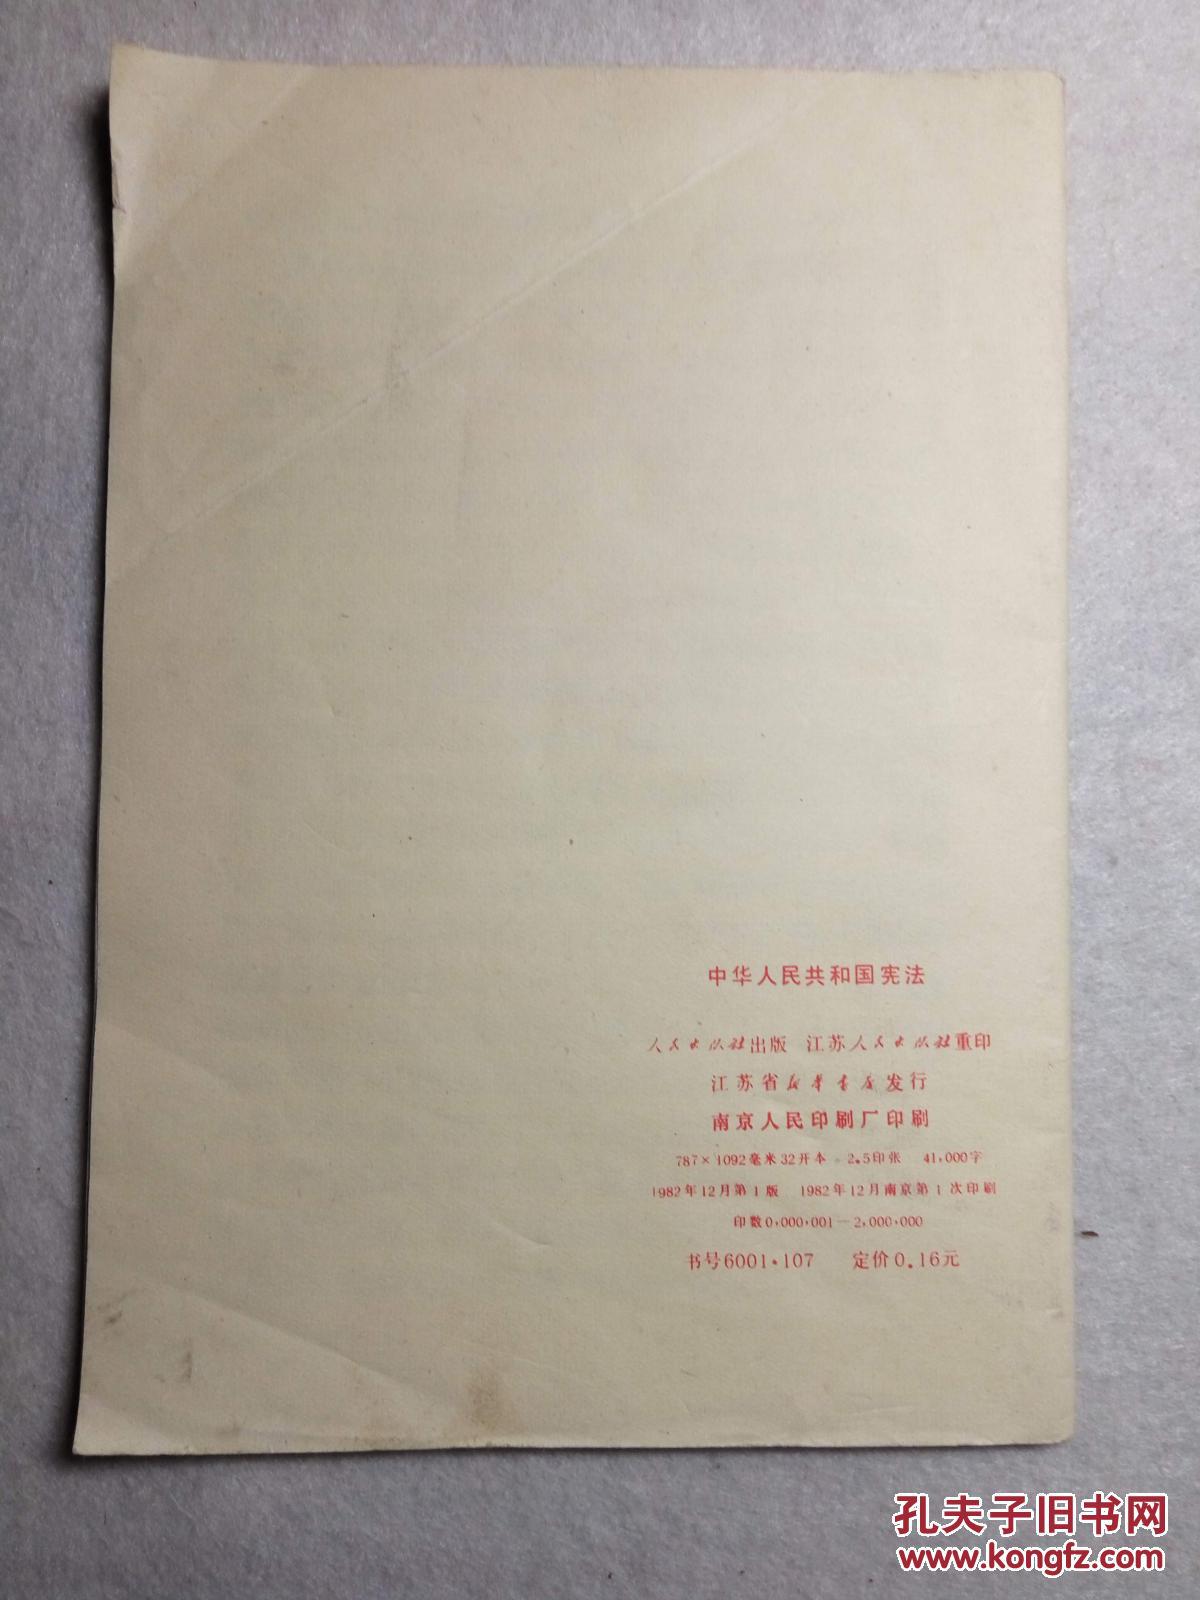 中华人民共和国宪法
人民出版社出版 江苏人民出版社重印
江苏省新华书店发行
南京人民印刷厂印刷
787×1092毫米32开本 2.5印张 41,000字
1982年12月第1版 1982年12月南京第1次印刷
印数0,000,001—2,000,000
书号6001·107 定价0.16元
孔夫子旧书网
www.kongfz.com